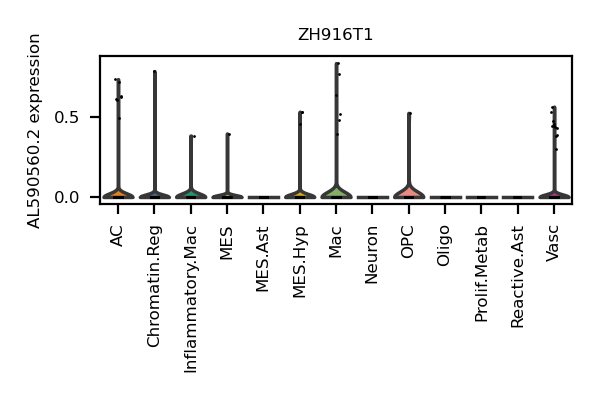 ZH916T1
AL590560.2 expression
0.5
0.0
AC
Chromatin.Reg
Inflammatory.Mac
MES
MES.Ast
MES.Hyp
Mac
Neuron
OPC
Oligo
Prolif.Metab
Reactive.Ast
Vasc